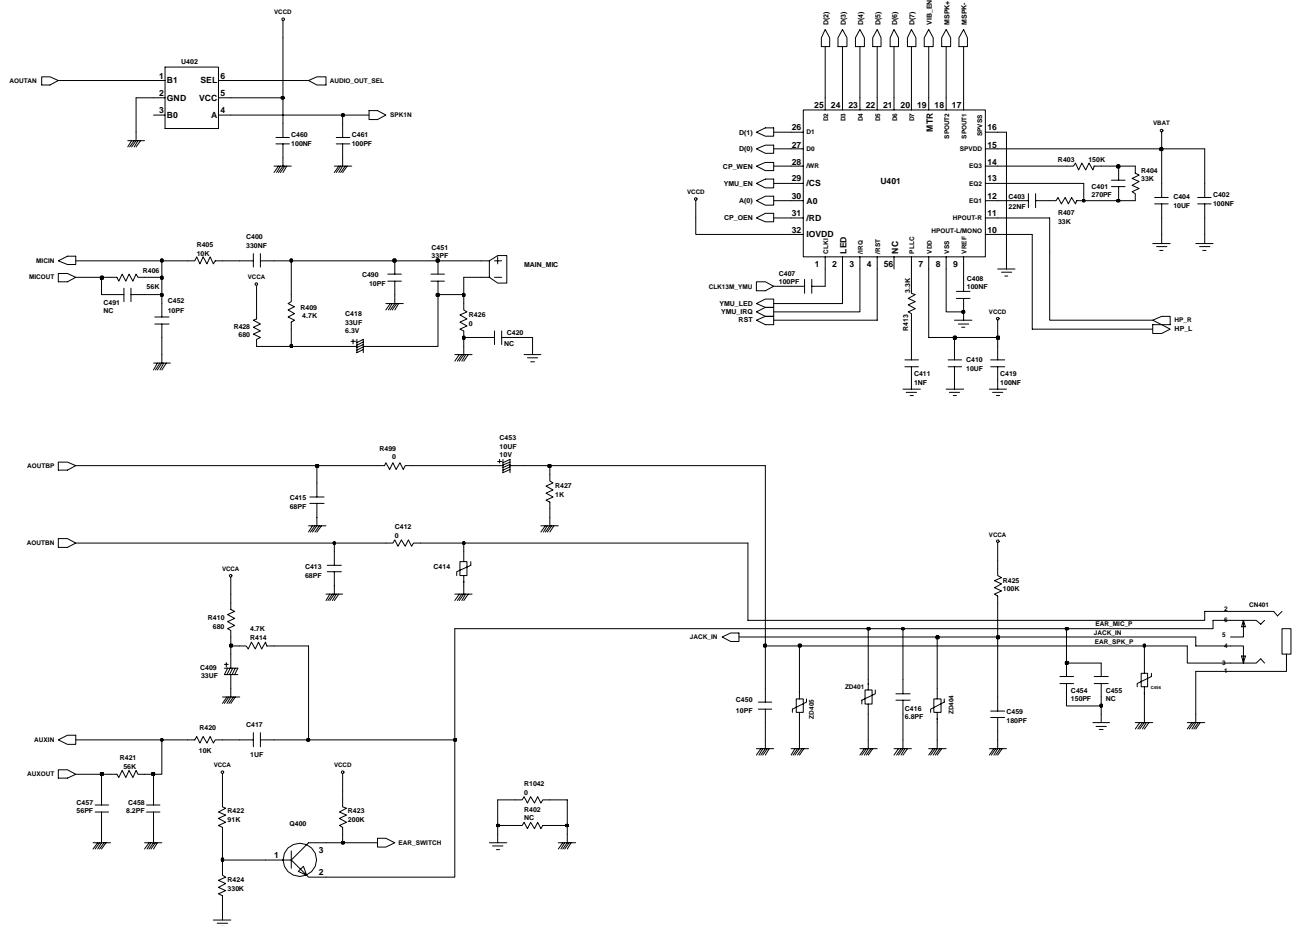 VCCD
U402
AOUTAN
1 B1 SEL 6
AUDIO_OUT_SEL
2 GND VCC 5
3 B0 A 4
SPK1N
C460
100NF
C461
100PF
D(2)
D(3)
D(4)
D(5)
D(6)
D(7)
VIB_EN
MSPK+
MSPK-
25 24 23 22 21 20 19 18 17
D2
D3
D4
D5
D6
D7
MTR
SPOUT2
SPOUT1
SPVSS
16
D(1) 26 D1
D(0) 27 D0
CP_WEN 28 /WR
YMU_EN 29 /CS
A(0) 30 A0
CP_OEN 31 /RD
VCCD
32 IOVDD
U401
SPVDD 15
EQ3 14
EQ2 13
EQ1 12
HPOUT-R 11
HPOUT-L/MONO 10
CLKI
LED
/IRQ
/RST
NC
PLLC
VDD
VSS
VREF
1 2 3 4 56 5 6 7 8 9
VBAT
R403 150K
C401
270PF
R404
33K
C403
22NF
R407
33K
C404
10UF
C402
100NF
C407
100PF
CLK13M_YMU
YMU_LED
YMU_IRQ
RST
3.3K
R413
C411
1NF
C408
100NF
VCCD
C410
10UF
C419
100NF
HP_R
HP_L
MICIN
MICOUT
R405
10K
C400
330NF
R406
56K
C491
NC
C452
10PF
VCCA
R428
680
R409
4.7K
C418
33UF
6.3V
C490
10PF
C451
33PF
MAIN_MIC
R426
0
C420
NC
AOUTBP
C415
68PF
R499
0
C453
10UF
10V
R427
1K
AOUTBN
C413
68PF
C412
0
C414
VCCA
R410
680
4.7K
R414
C409
33UF
AUXIN
R420
10K
C417
1UF
AUXOUT
R421
56K
C457
56PF
C458
8.2PF
VCCA
R422
91K
R424
330K
VCCD
R423
200K
Q400
1
3
2
EAR_SWITCH
R1042
0
R402
NC
VCCA
R425
100K
JACK_IN
EAR_MIC_P
JACK_IN
EAR_SPK_P
CN401
2
6
5
4
3
1
C450
10PF
ZD405
ZD401
C416
6.8PF
ZD404
C459
180PF
C454
150PF
C455
NC